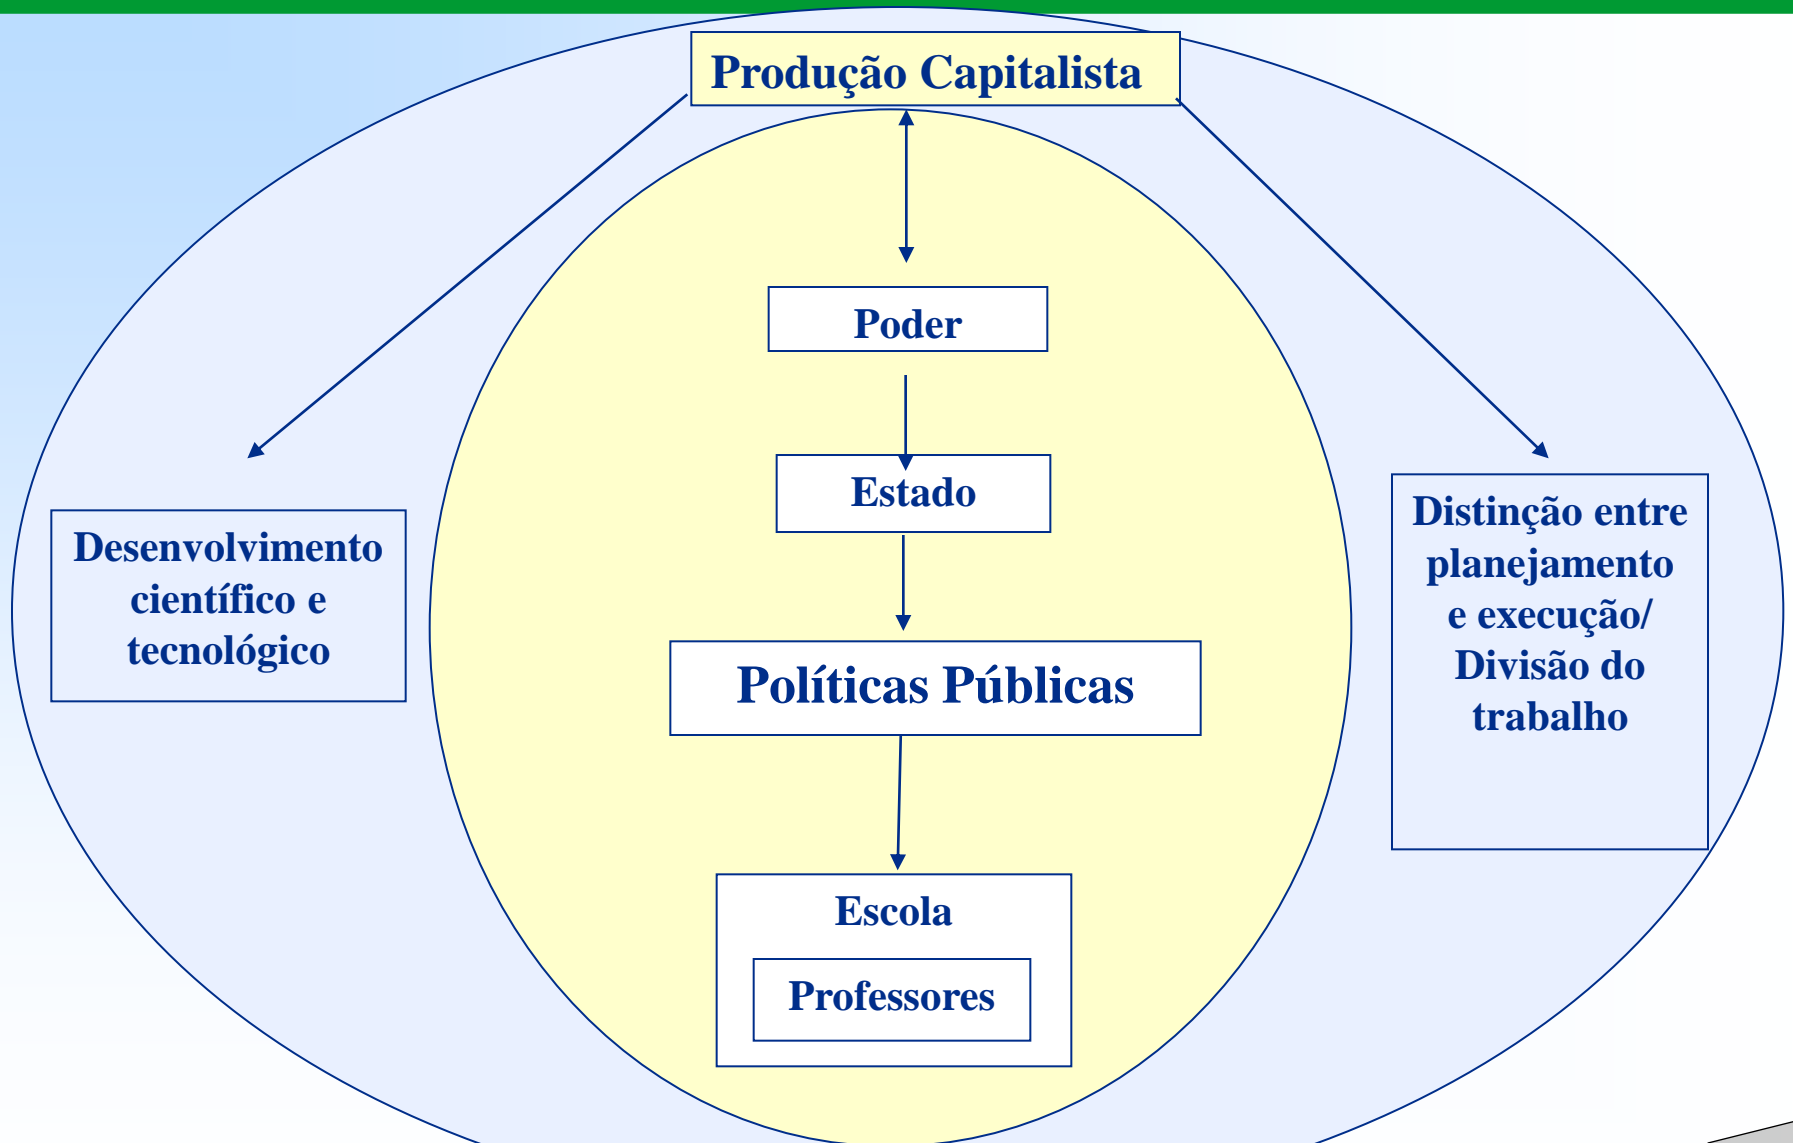 Produção Capitalista
Poder
Estado
Desenvolvimento
científico e
tecnológico
Distinção entre
planejamento
e execução/
Divisão do
trabalho
Políticas Públicas
Escola
Professores